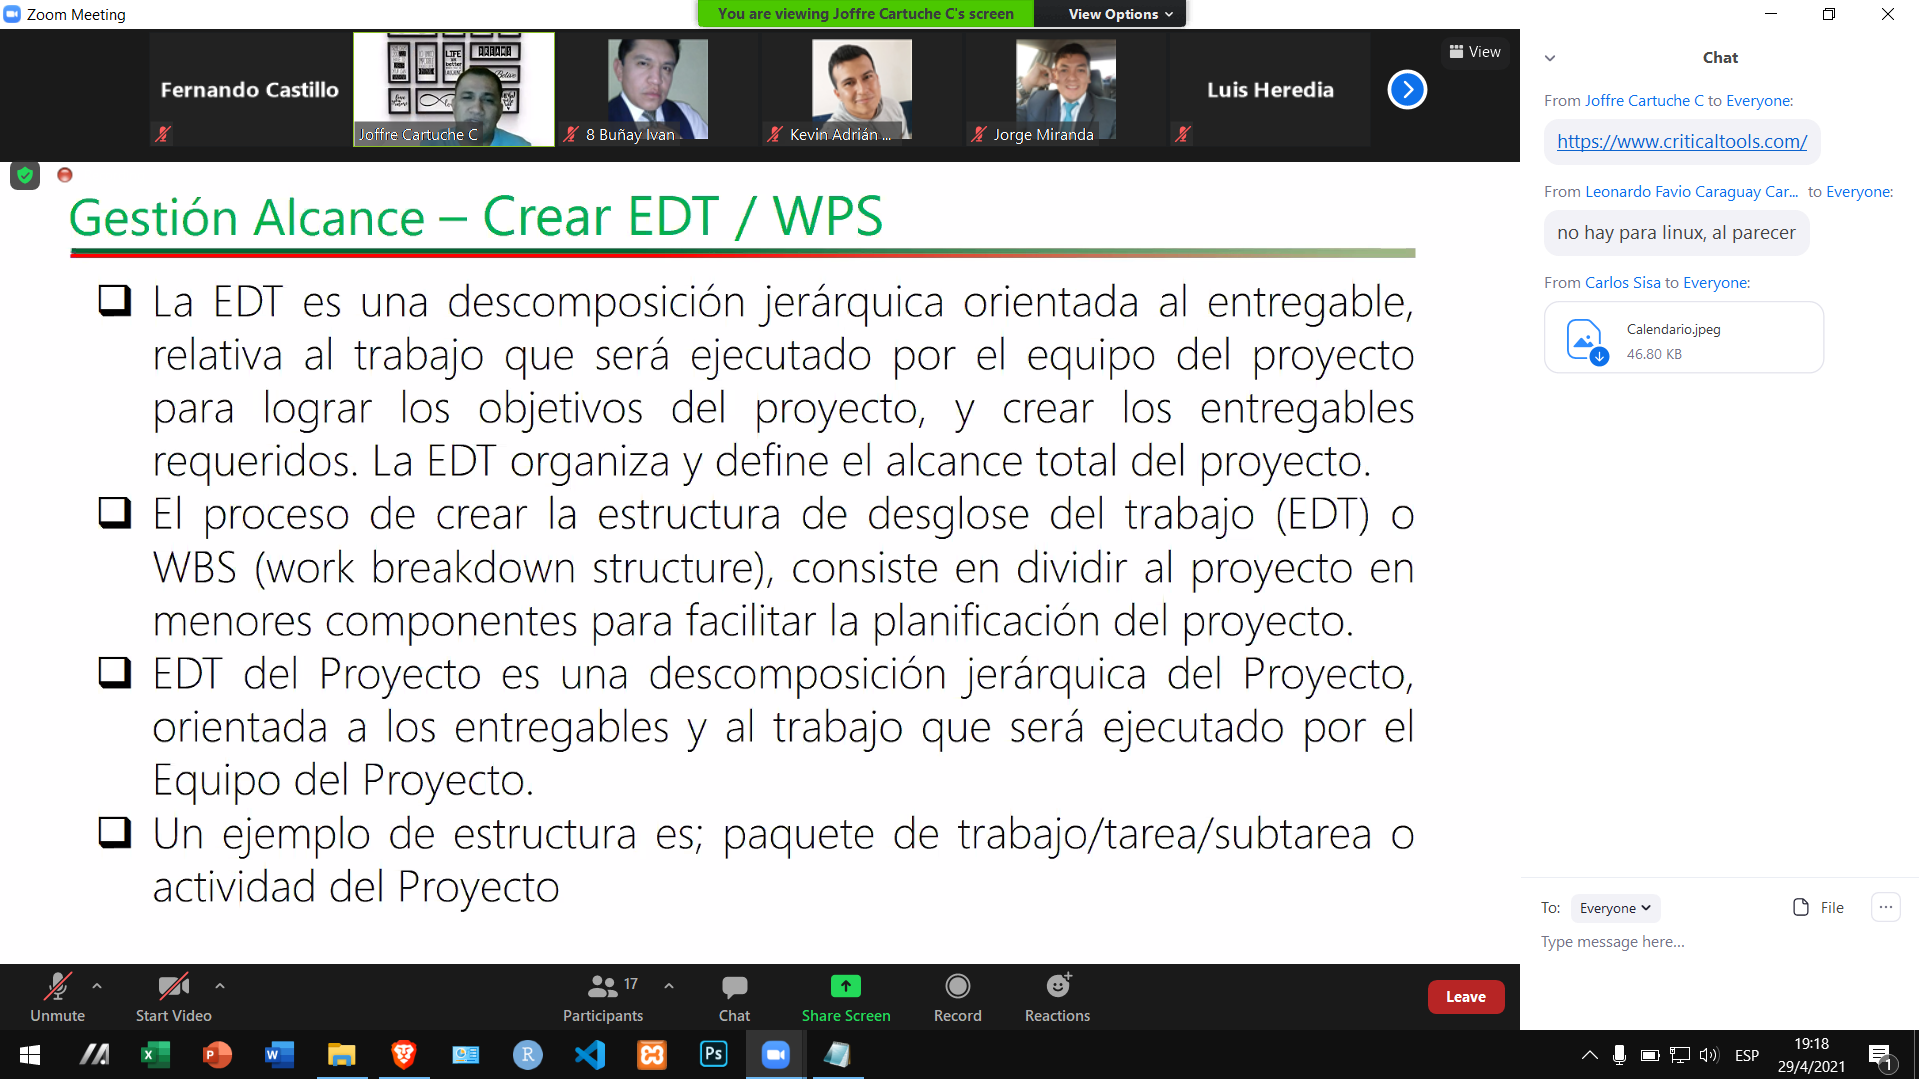 Zoom Meeting
You are viewing Joffre Cartuche C's screen
View Options
View
Fernando Castillo
Joffre Cartuche C
8 Buñay Ivan
Kevin Adrián ...
Jorge Miranda
Luis Heredia
Gestión Alcance – Crear EDT / WPS
La EDT es una descomposición jerárquica orientada al entregable,
relativa al trabajo que será ejecutado por el equipo del proyecto
para lograr los objetivos del proyecto, y crear los entregables
requeridos. La EDT organiza y define el alcance total del proyecto.
El proceso de crear la estructura de desglose del trabajo (EDT) o
WBS (work breakdown structure), consiste en dividir al proyecto en
menores componentes para facilitar la planificación del proyecto.
EDT del Proyecto es una descomposición jerárquica del Proyecto,
orientada a los entregables y al trabajo que será ejecutado por el
Equipo del Proyecto.
Un ejemplo de estructura es; paquete de trabajo/tarea/subtarea o
actividad del Proyecto
Chat
From Joffre Cartuche C to Everyone:
https://www.criticaltools.com/
From Leonardo Favio Caraguay Car... to Everyone:
no hay para linux, al parecer
From Carlos Sisa to Everyone:
Calendario.jpeg
46.80 KB
To: Everyone
File
Type message here...
Unmute
Start Video
Participants
17
Chat
Share Screen
Record
Reactions
Leave
R
Ps
ESP
19:18
29/4/2021
1